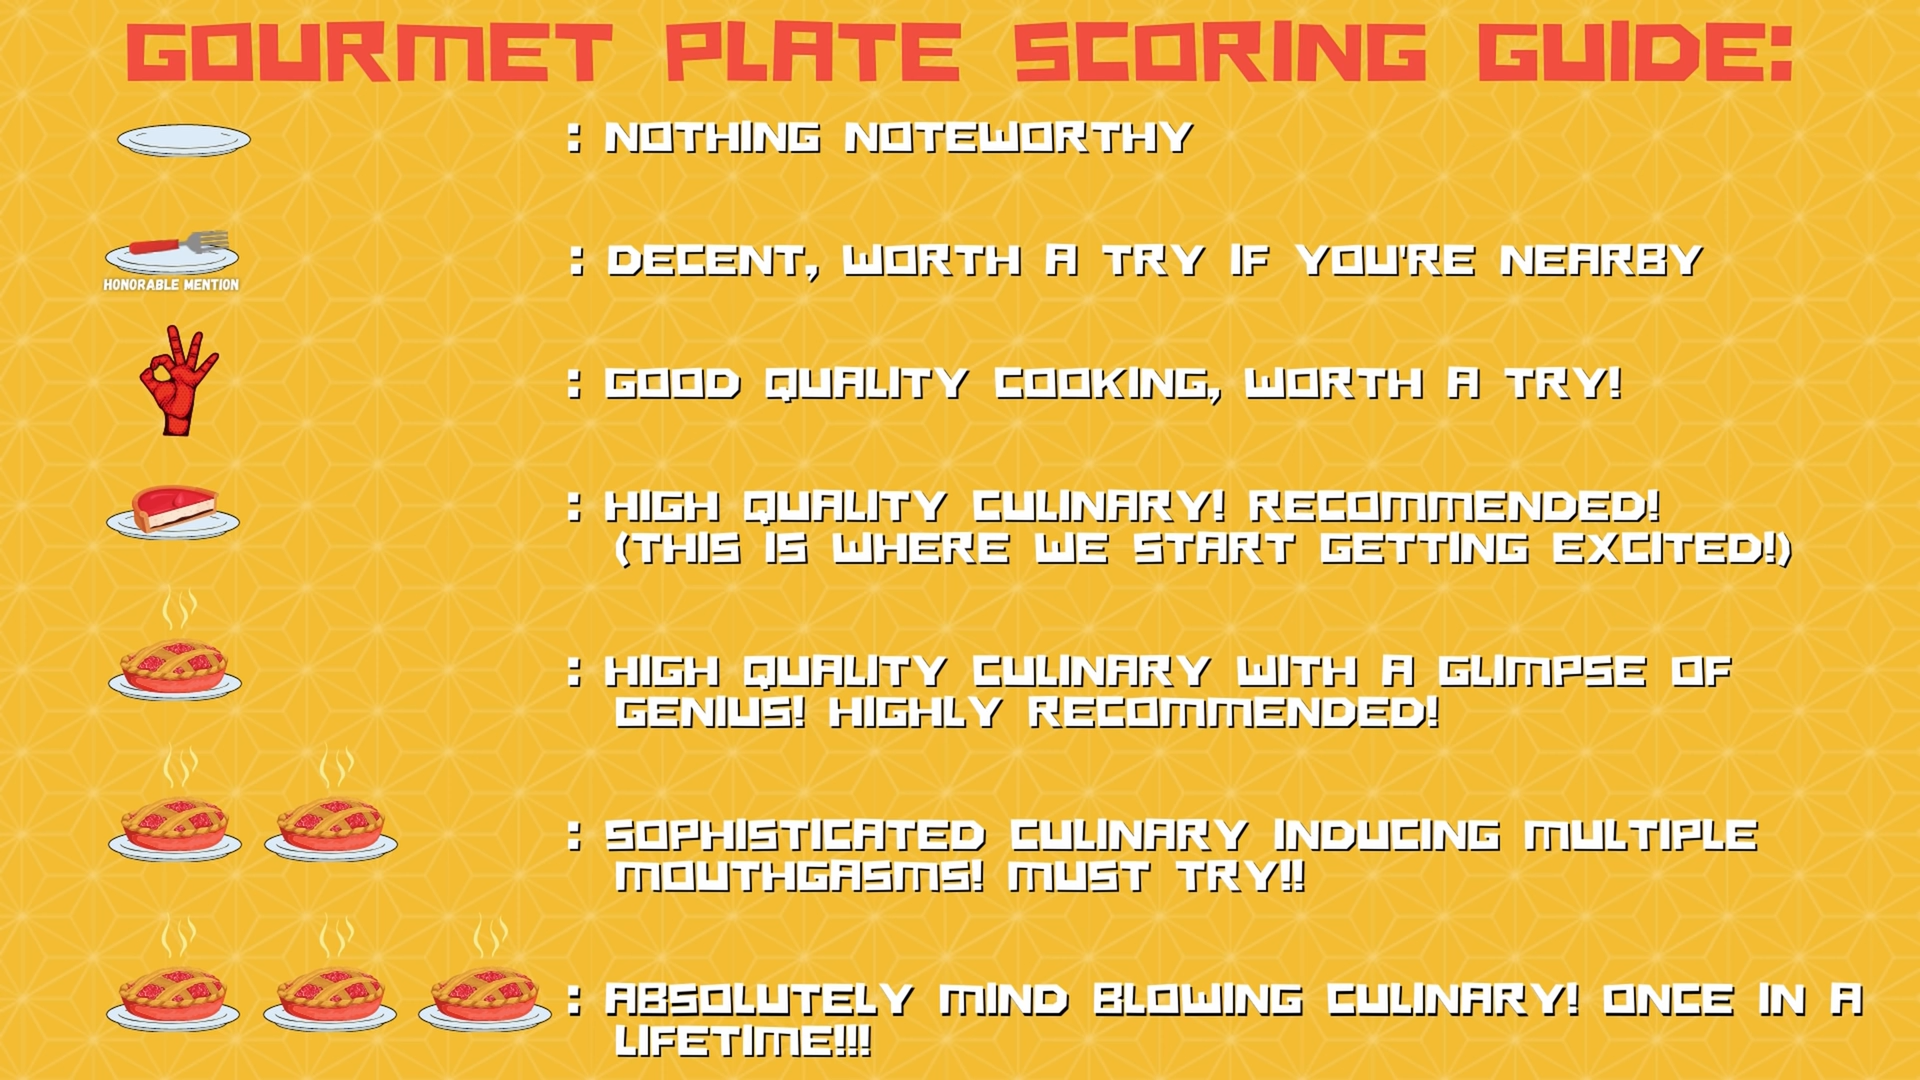 GOURMET PLATE SCORING GUIDE:
: NOTHING NOTEWORTHY
: DECENT, WORTH A TRY IF YOU'RE NEARBY
HONORABLE MENTION
: GOOD QUALITY COOKING, WORTH A TRY!
: HIGH QUALITY CULINARY! RECOMMENDED!
(THIS IS WHERE WE START GETTING EXCITED!)
: HIGH QUALITY CULINARY WITH A GLIMPSE OF
GENIUS! HIGHLY RECOMMENDED!
: SOPHISTICATED CULINARY INDUCING MULTIPLE
MOUTHGASMS! MUST TRY!!
: ABSOLUTELY MIND BLOWING CULINARY! ONCE IN A
LIFETIME!!!